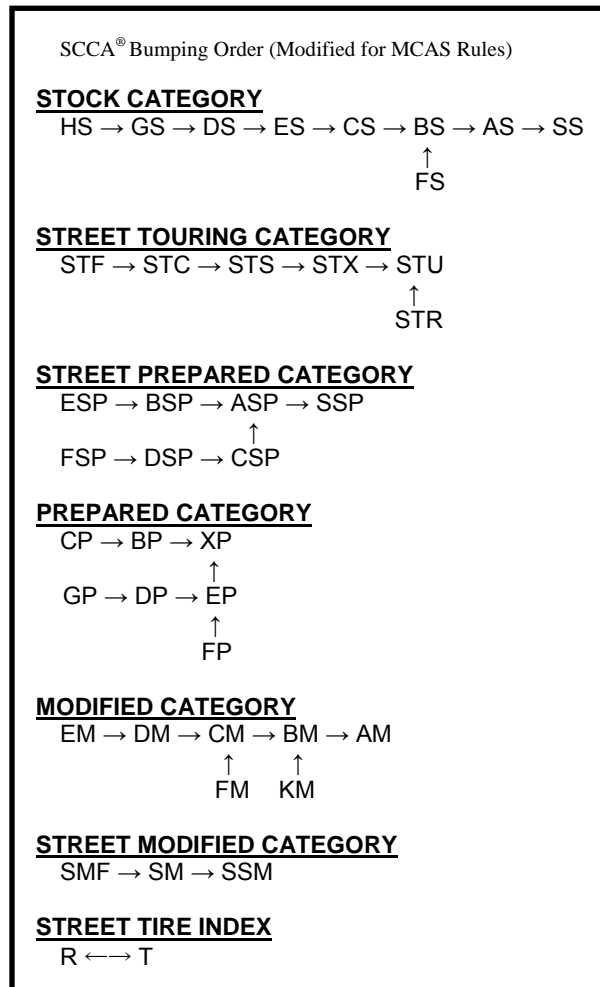 SCCA® Bumping Order (Modified for MCAS Rules)
STOCK CATEGORY
HS → GS → DS → ES → CS → BS → AS → SS
↑
FS
STREET TOURING CATEGORY
STF → STC → STS → STX → STU
↑
STR
STREET PREPARED CATEGORY
ESP → BSP → ASP → SSP
↑
FSP → DSP → CSP
PREPARED CATEGORY
CP → BP → XP
↑
GP → DP → EP
↑
FP
MODIFIED CATEGORY
EM → DM → CM → BM → AM
↑ ↑
FM KM
STREET MODIFIED CATEGORY
SMF → SM → SSM
STREET TIRE INDEX
R ←→ T